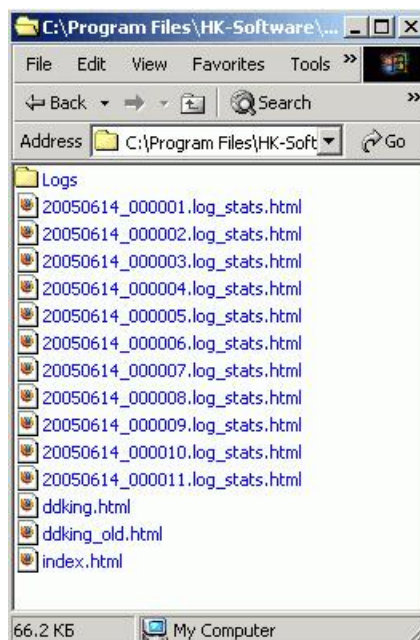 C:\Program Files\HK-Software\...
File Edit View Favorites Tools »
Back Search »
Address C:\Program Files\HK-Soft Go
Logs
20050614_000001.log_stats.html
20050614_000002.log_stats.html
20050614_000003.log_stats.html
20050614_000004.log_stats.html
20050614_000005.log_stats.html
20050614_000006.log_stats.html
20050614_000007.log_stats.html
20050614_000008.log_stats.html
20050614_000009.log_stats.html
20050614_000010.log_stats.html
20050614_000011.log_stats.html
ddking.html
ddking_old.html
index.html
66.2 КБ My Computer